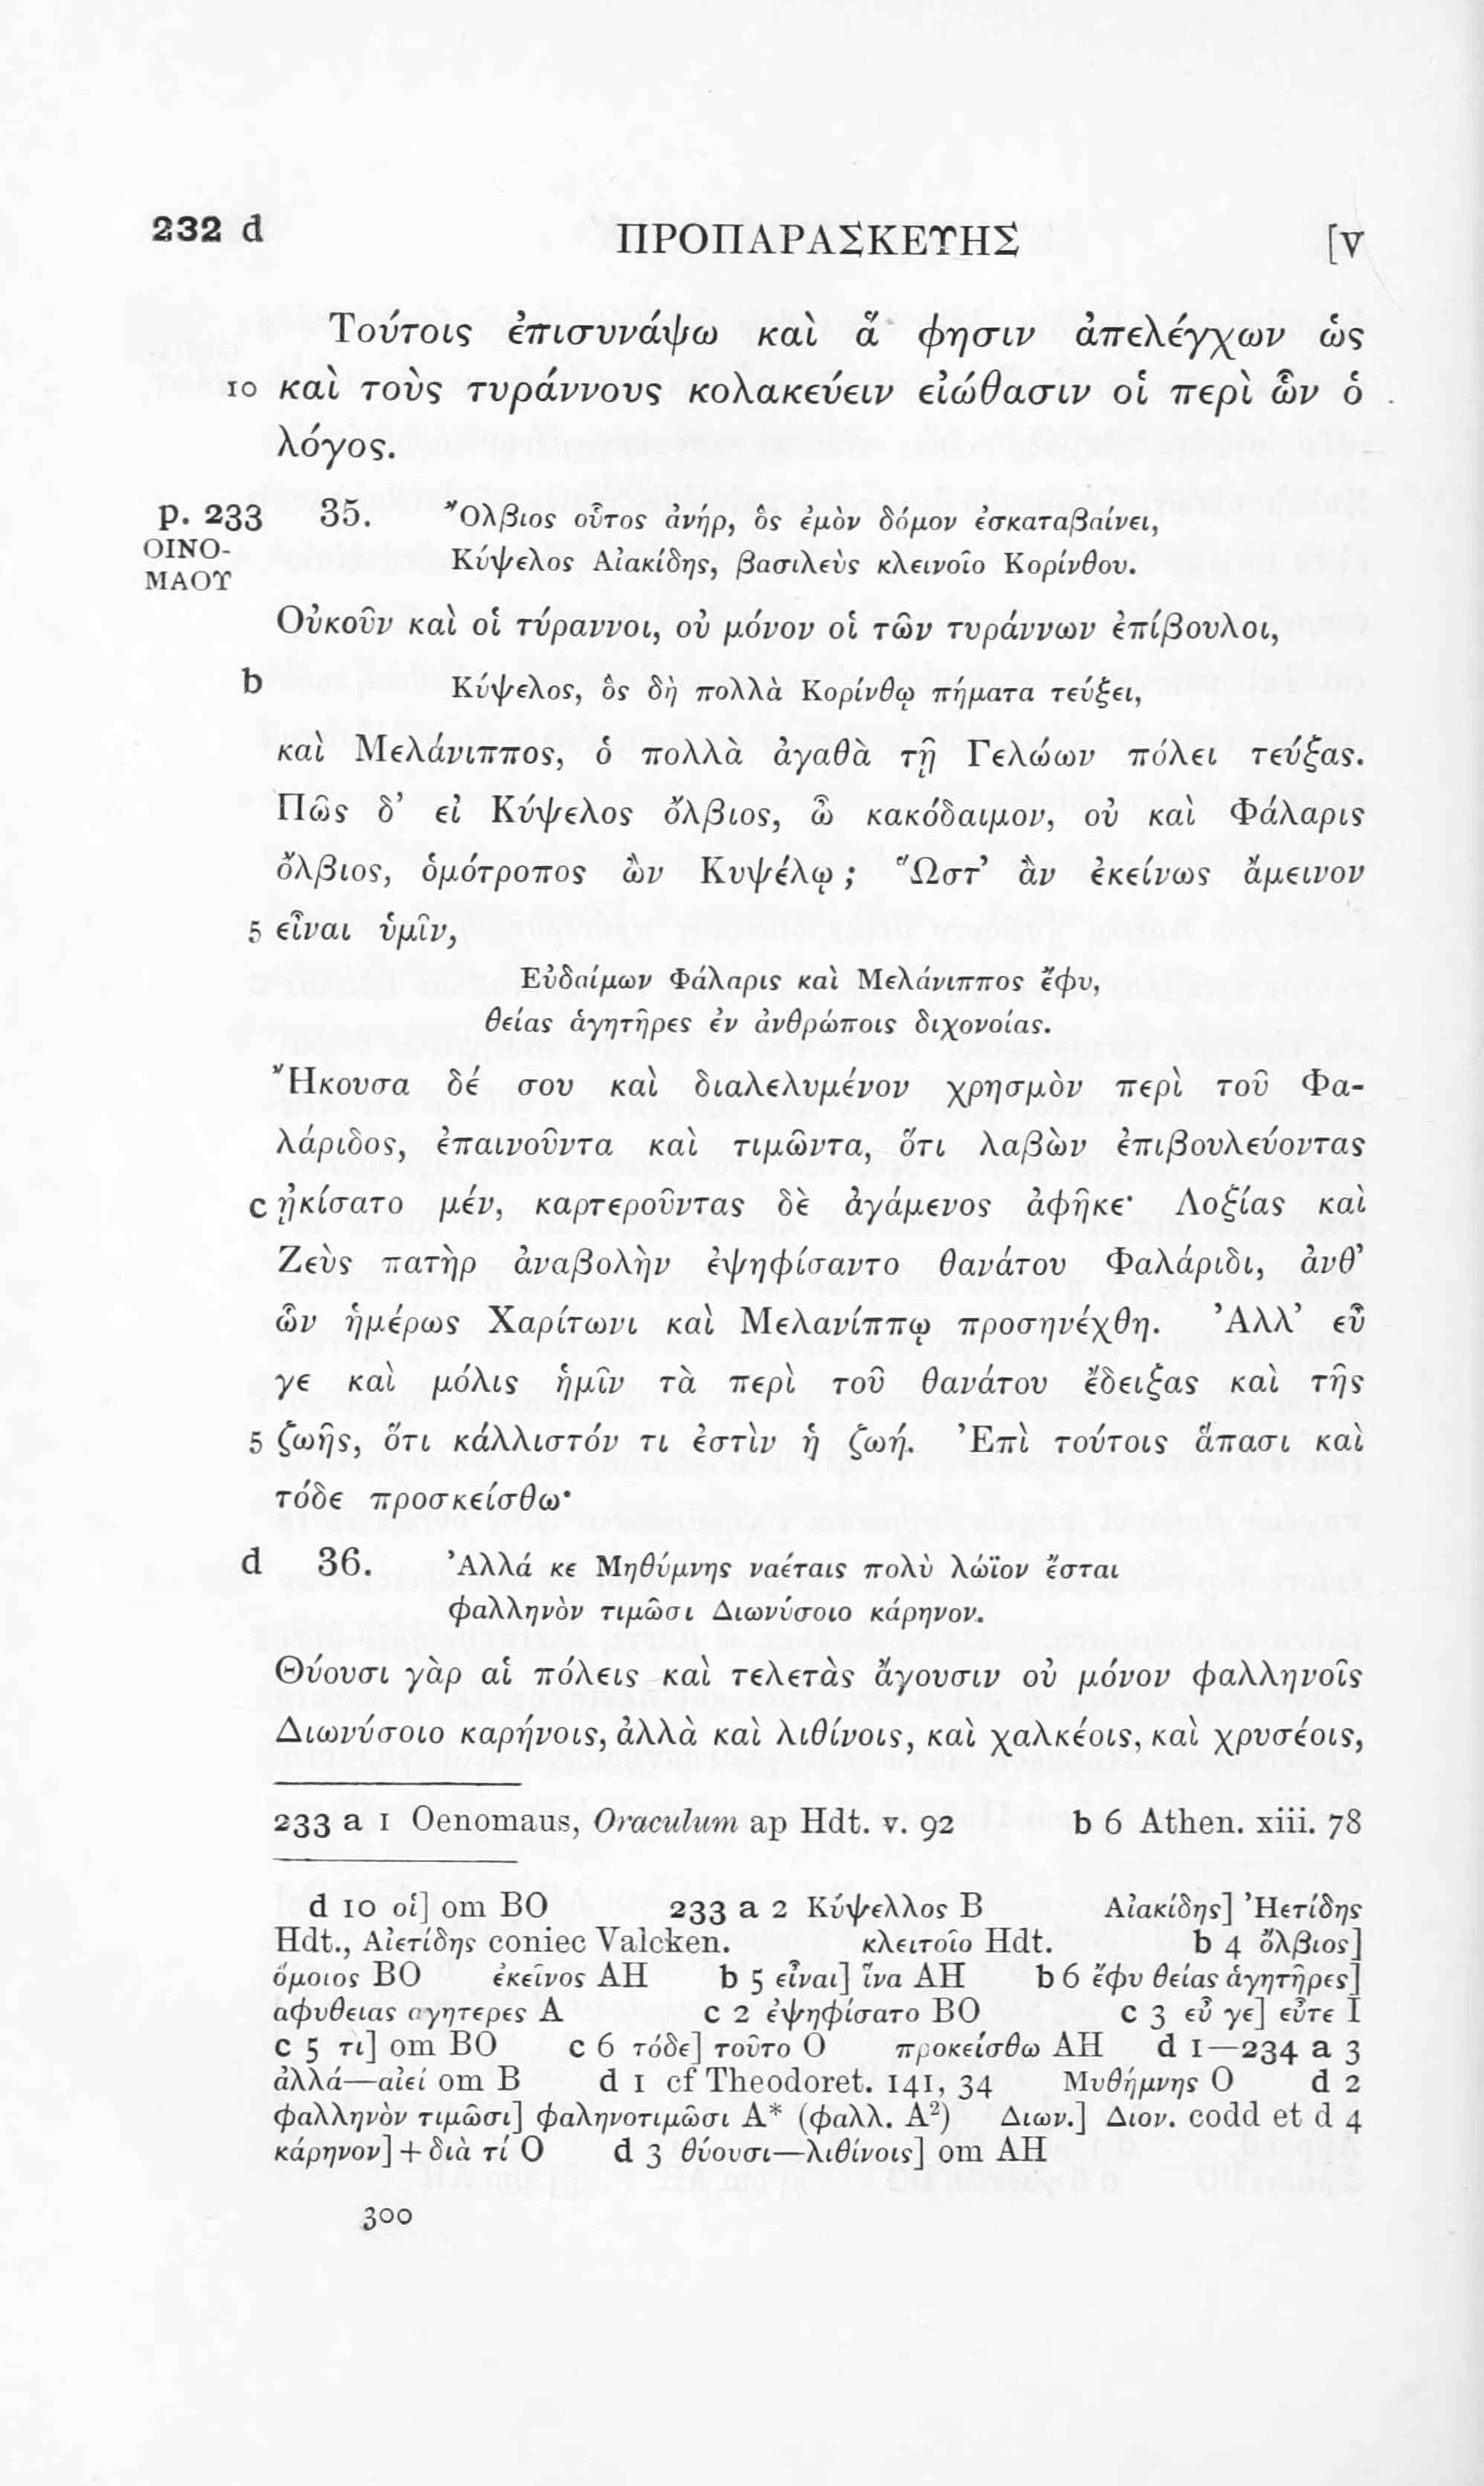 232 d ΠΡΟΠΑΡΑΣΚΕΥΗΣ [V
Τούτοις ἐπισυνάψω καὶ ἅ φησιν ἀπελέγχων ὡς
10 καὶ τοὺς τυράννους κολακεύειν εἰώθασιν οἱ περὶ ὧν ὁ
λόγος.
p. 233 35. Ὄλβιος οὗτος ἀνήρ, ὃς ἐμὸν δόμον ἐσκαταβαίνει,
ΟΙΝΟ-
ΜΑΟΥ Κύψελος Αἰακίδης, βασιλεὺς κλεινοῖο Κορίνθου.
Οὐκοῦν καὶ οἱ τύραννοι, οὐ μόνον οἱ τῶν τυράννων ἐπίβουλοι,
b Κύψελος, ὃς δὴ πολλὰ Κορίνθῳ πήματα τεύξει,
καὶ Μελάνιππος, ὁ πολλὰ ἀγαθὰ τῇ Γελώων πόλει τεύξας.
Πῶς δ’ εἰ Κύψελος ὄλβιος, ὦ κακόδαιμον, οὐ καὶ Φάλαρις
ὄλβιος, ὁμότροπος ὢν Κυψέλῳ; Ὥστ’ ἂν ἐκείνως ἄμεινον
5 εἶναι ὑμῖν,
Εὐδαίμων Φάλαρις καὶ Μελάνιππος ἔφυ,
θείας ἁγητῆρες ἐν ἀνθρώποις διχονοίας.
Ἤκουσα δέ σου καὶ διαλελυμένον χρησμὸν περὶ τοῦ Φα-
λάριδος, ἐπαινοῦντα καὶ τιμῶντα, ὅτι λαβὼν ἐπιβουλεύοντας
c ᾐκίσατο μέν, καρτεροῦντας δὲ ἀγάμενος ἀφῆκε· Λοξίας καὶ
Ζεὺς πατὴρ ἀναβολὴν ἐψηφίσαντο θανάτου Φαλάριδι, ἀνθ’
ὧν ἡμέρως Χαρίτωνι καὶ Μελανίππῳ προσηνέχθη. Ἀλλ’ εὖ
γε καὶ μόλις ἡμῖν τὰ περὶ τοῦ θανάτου ἔδειξας καὶ τῆς
5 ζωῆς, ὅτι κάλλιστόν τι ἐστὶν ἡ ζωή. Ἐπὶ τούτοις ἅπασι καὶ
τόδε προσκείσθω·
d 36. Ἀλλά κε Μηθύμνης ναέταις πολὺ λώϊον ἔσται
φαλληνὸν τιμῶσι Διωνύσοιο κάρηνον.
Θύουσι γὰρ αἱ πόλεις καὶ τελετὰς ἄγουσιν οὐ μόνον φαλληνοῖς
Διωνύσοιο καρήνοις, ἀλλὰ καὶ λιθίνοις, καὶ χαλκέοις, καὶ χρυσέοις,
233 a 1 Oenomaus, Oraculum ap Hdt. v. 92 b 6 Athen. xiii. 78
d 10 οἱ] om BO 233 a 2 Κύψελλος B Αἰακίδης] Ἠετίδης
Hdt., Αἰετίδης coniec Valcken. κλειτοῖο Hdt. b 4 ὄλβιος]
ὅμοιος BO ἐκεῖνος AH b 5 εἶναι] ἵνα AH b 6 ἔφυ θείας ἁγητῆρες]
αφυθειας αγητερες A c 2 ἐψηφίσατο BO c 3 εὖ γε] εὖτε I
c 5 τι] om BO c 6 τόδε] τοῦτο O προκείσθω AH d 1—234 a 3
ἀλλά—αἰεί om B d 1 cf Theodoret. 141, 34 Μυθήμνης O d 2
φαλληνὸν τιμῶσι] φαληνοτιμῶσι A* (φαλλ. A²) Διων.] Διον. codd et d 4
κάρηνον] + διὰ τί O d 3 θύουσι—λιθίνοις] om AH
300